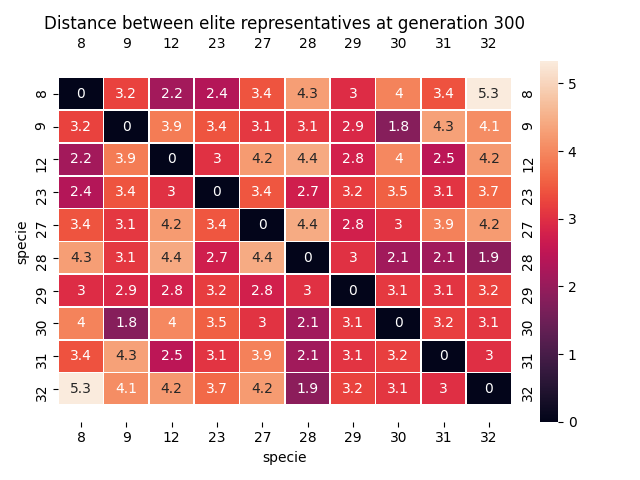 Distance between elite representatives at generation 300
8 9 12 23 27 28 29 30 31 32
8 0 3.2 2.2 2.4 3.4 4.3 3 4 3.4 5.3 8
9 3.2 0 3.9 3.4 3.1 3.1 2.9 1.8 4.3 4.1 9
12 2.2 3.9 0 3 4.2 4.4 2.8 4 2.5 4.2 12
23 2.4 3.4 3 0 3.4 2.7 3.2 3.5 3.1 3.7 23
27 3.4 3.1 4.2 3.4 0 4.4 2.8 3 3.9 4.2 27
28 4.3 3.1 4.4 2.7 4.4 0 3 2.1 2.1 1.9 28
29 3 2.9 2.8 3.2 2.8 3 0 3.1 3.1 3.2 29
30 4 1.8 4 3.5 3 2.1 3.1 0 3.2 3.1 30
31 3.4 4.3 2.5 3.1 3.9 2.1 3.1 3.2 0 3 31
32 5.3 4.1 4.2 3.7 4.2 1.9 3.2 3.1 3 0 32
8 9 12 23 27 28 29 30 31 32
specie
specie
5
4
3
2
1
0